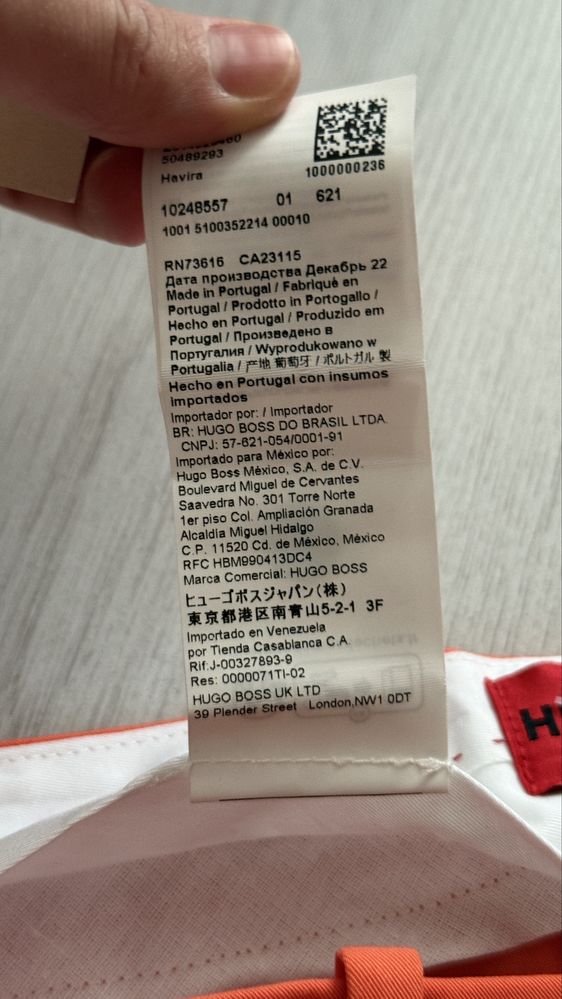 50489293
Havira
1000000236
10248557 01 621
1001 5100352214 00010
RN73616 CA23115
Дата производства Декабрь 22
Made in Portugal / Fabriqué en
Portugal / Prodotto in Portogallo /
Hecho en Portugal / Produzido em
Portugal / Произведено в
Португалия / Wyprodukowano w
Portugalia / 产地 葡萄牙 / ポルトガル 製
Hecho en Portugal con insumos
importados
Importador por: / Importador
BR: HUGO BOSS DO BRASIL LTDA.
CNPJ: 57-621-054/0001-91
Importado para México por:
Hugo Boss México, S.A. de C.V.
Boulevard Miguel de Cervantes
Saavedra No. 301 Torre Norte
1er piso Col. Ampliación Granada
Alcaldía Miguel Hidalgo
C.P. 11520 Cd. de México, México
RFC HBM990413DC4
Marca Comercial: HUGO BOSS
ヒューゴボスジャパン(株)
東京都港区南青山5-2-1 3F
Importado en Venezuela
por Tienda Casablanca C.A.
Rif:J-00327893-9
Res: 0000071TI-02
HUGO BOSS UK LTD
39 Plender Street London,NW1 0DT
H